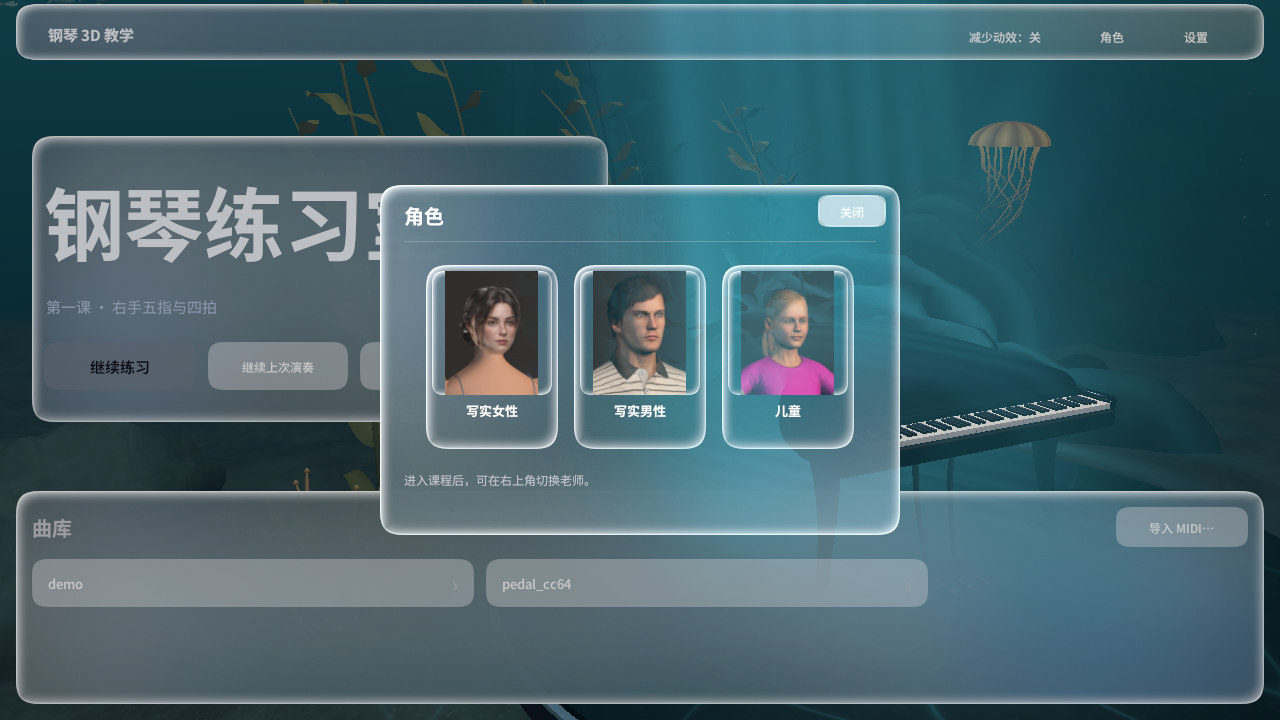 钢琴 3D 教学
减少动效：关
角色
设置
钢琴练习
第一课 · 右手五指与四拍
继续练习
继续上次演奏
角色
关闭
写实女性
写实男性
儿童
进入课程后，可在右上角切换老师。
曲库
导入 MIDI…
demo ›
pedal_cc64 ›